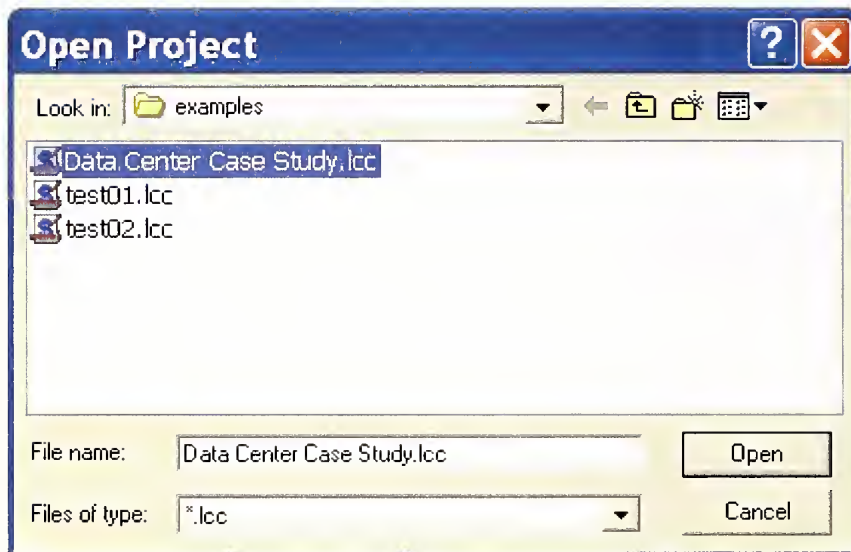 Open Project
Look in: examples
Data Center Case Study.lcc
test01.lcc
test02.lcc
File name: Data Center Case Study.lcc
Open
Files of type: *.lcc
Cancel